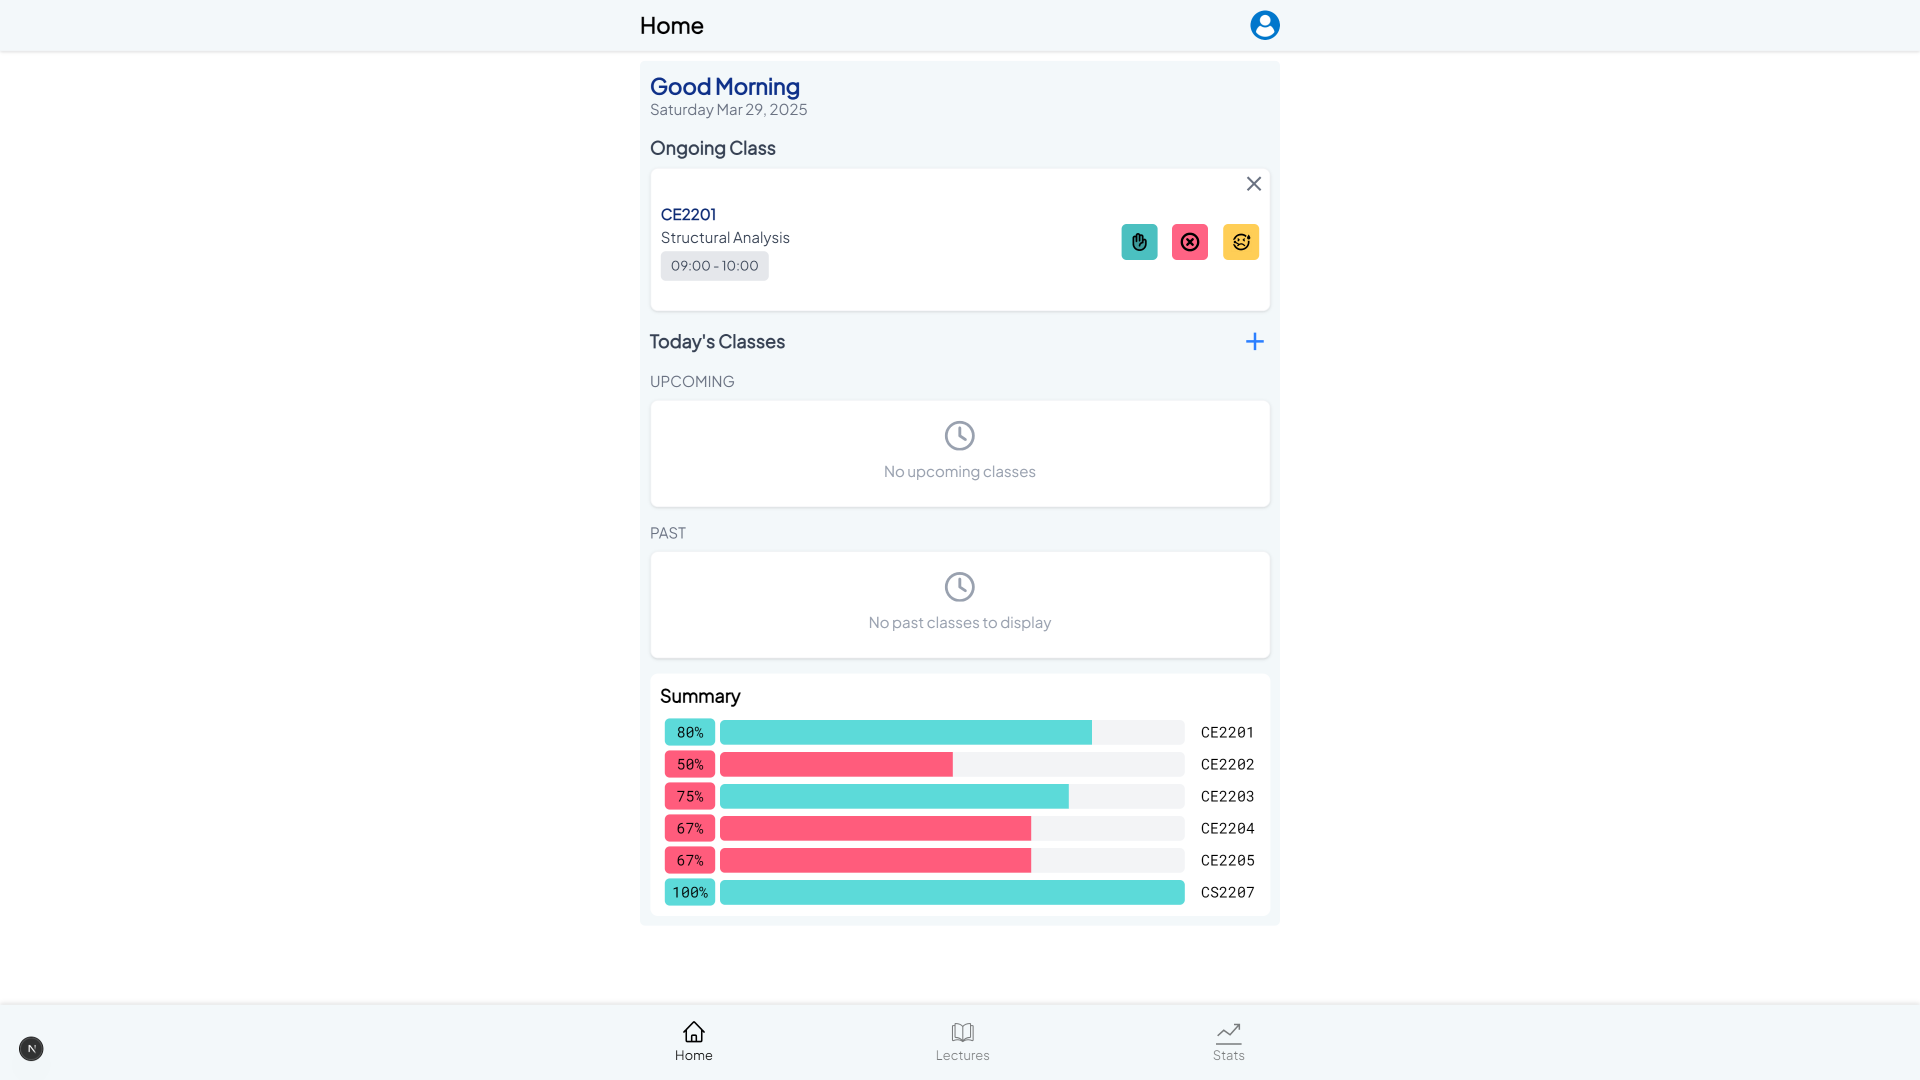 Home
Good Morning
Saturday Mar 29, 2025
Ongoing Class
CE2201
Structural Analysis
09:00 - 10:00
Today's Classes
UPCOMING
No upcoming classes
PAST
No past classes to display
Summary
80% CE2201
50% CE2202
75% CE2203
67% CE2204
67% CE2205
100% CS2207
N
Home Lectures Stats